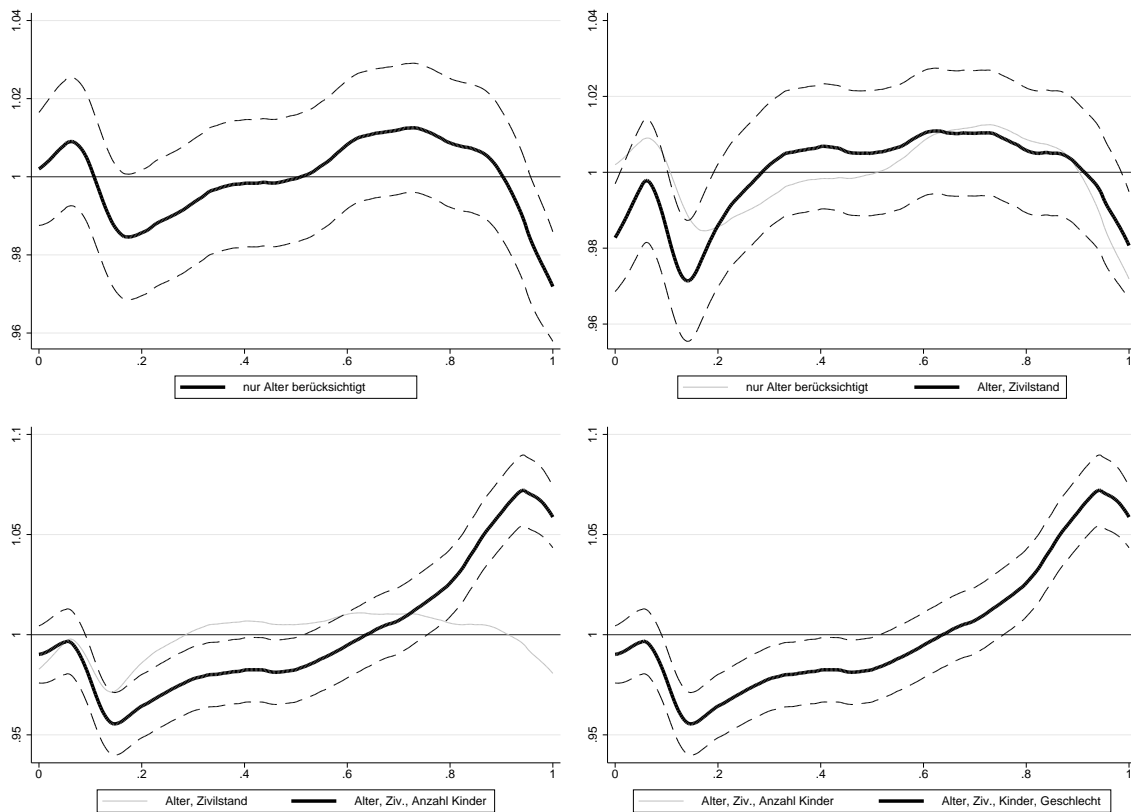 1.04
1.02
1
.98
.96
0 .2 .4 .6 .8 1
nur Alter berücksichtigt
1.04
1.02
1
.98
.96
0 .2 .4 .6 .8 1
nur Alter berücksichtigt Alter, Zivilstand
1.1
1.05
1
.95
0 .2 .4 .6 .8 1
Alter, Zivilstand Alter, Ziv., Anzahl Kinder
1.1
1.05
1
.95
0 .2 .4 .6 .8 1
Alter, Ziv., Anzahl Kinder Alter, Ziv., Kinder, Geschlecht